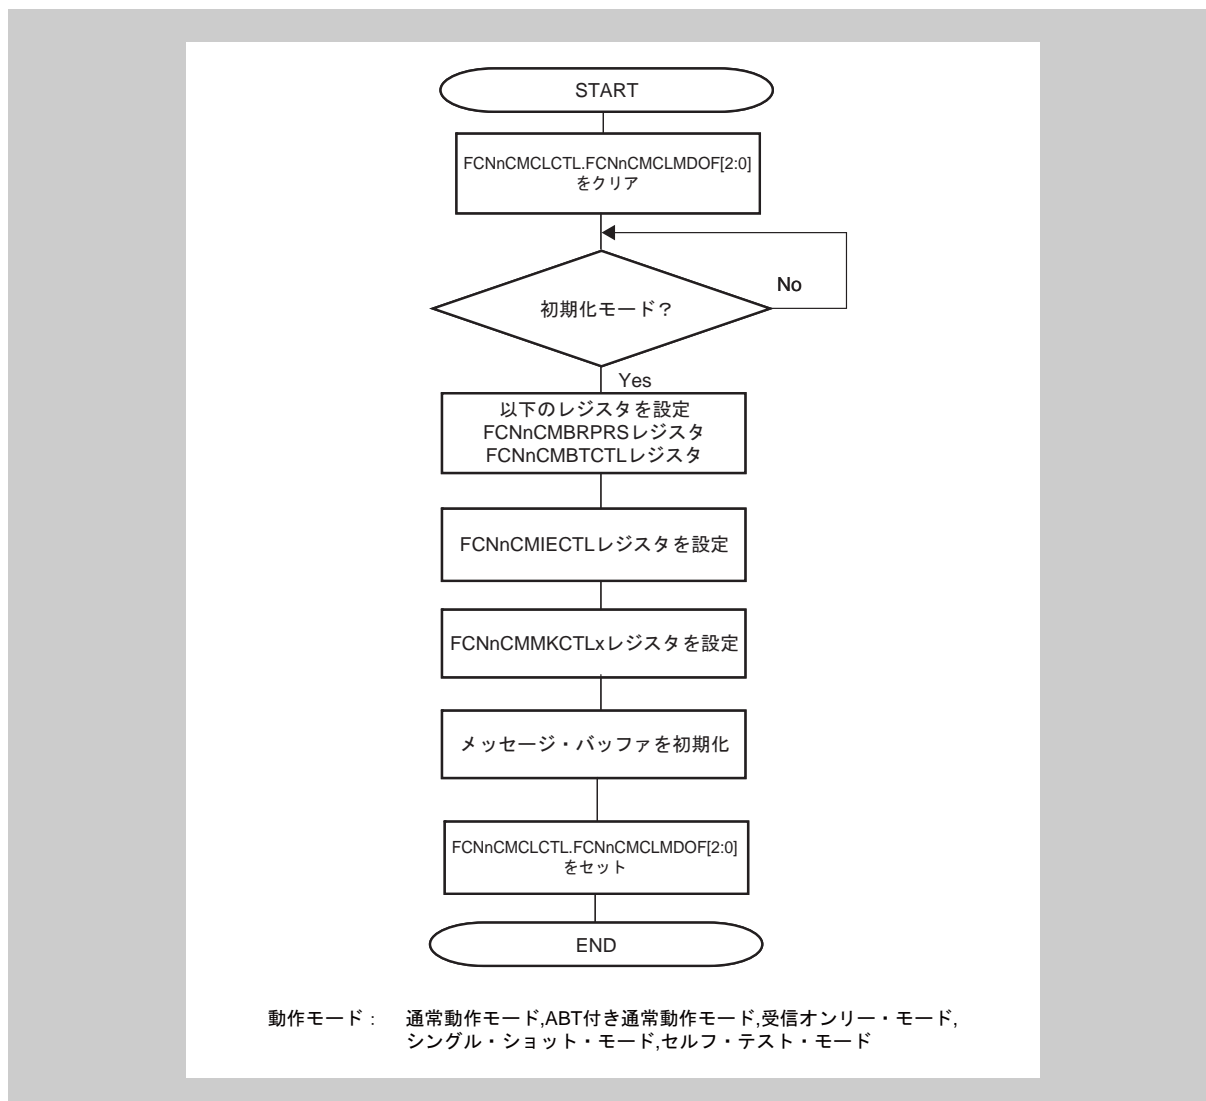 START
FCNnCMCLCTL.FCNnCMCLMDOF[2:0]
をクリア
No
初期化モード？
Yes
以下のレジスタを設定
FCNnCMBRPRSレジスタ
FCNnCMBTCTLレジスタ
FCNnCMIECTLレジスタを設定
FCNnCMMKCTLxレジスタを設定
メッセージ・バッファを初期化
FCNnCMCLCTL.FCNnCMCLMDOF[2:0]
をセット
END
動作モード： 通常動作モード,ABT付き通常動作モード,受信オンリー・モード,
シングル・ショット・モード,セルフ・テスト・モード